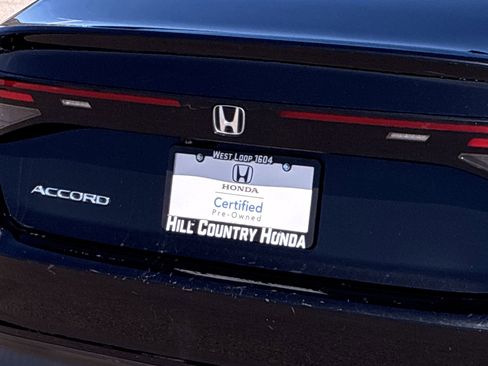 West Loop 1604
HONDA
Certified
Pre-Owned
Hill Country Honda
ACCORD